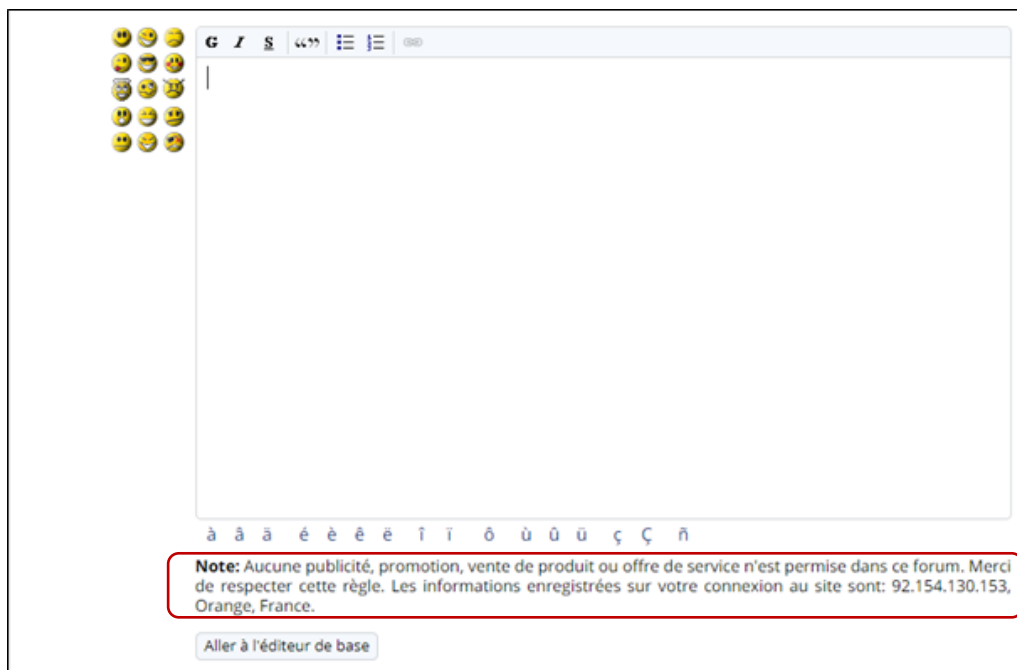 G I S “”
à â ä é è ê ë î ï ô ù û ü ç Ç ñ
Note: Aucune publicité, promotion, vente de produit ou offre de service n'est permise dans ce forum. Merci
de respecter cette règle. Les informations enregistrées sur votre connexion au site sont: 92.154.130.153,
Orange, France.
Aller à l'éditeur de base